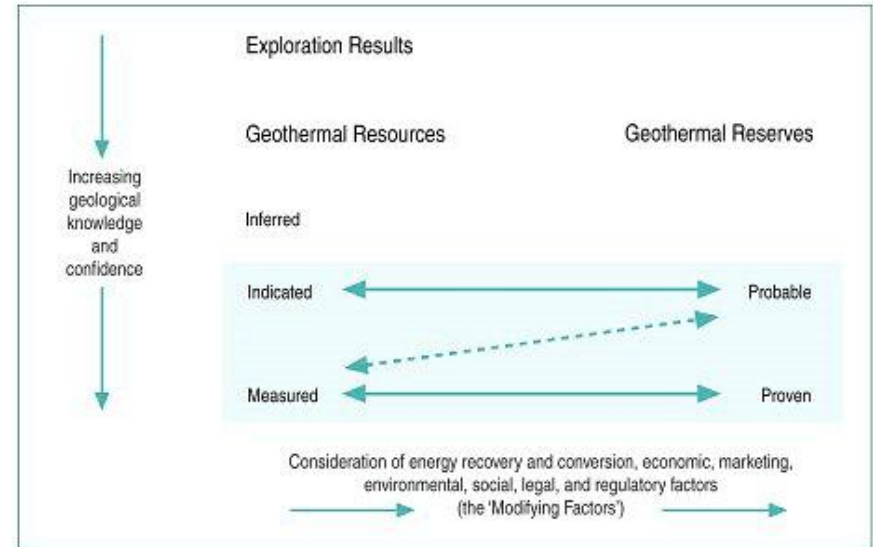 Exploration Results
Geothermal Resources
Geothermal Reserves
Increasing
geological
knowledge
and
confidence
Inferred
Indicated
Probable
Measured
Proven
Consideration of energy recovery and conversion, economic, marketing,
environmental, social, legal, and regulatory factors
(the 'Modifying Factors')